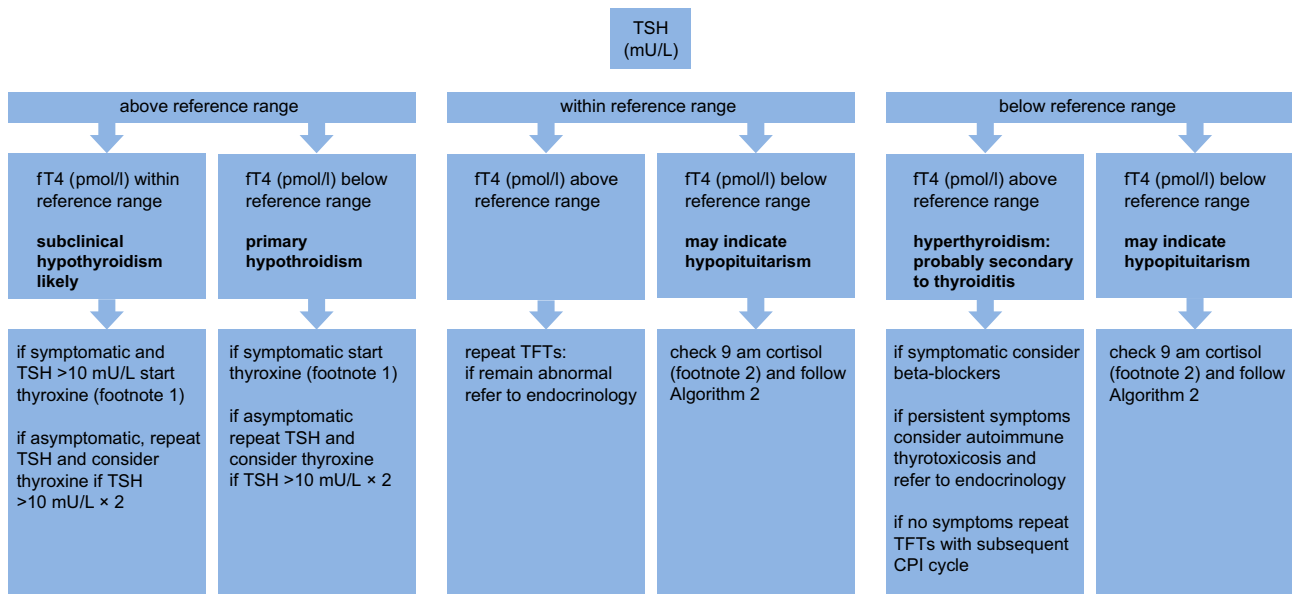 TSH
(mU/L)
above reference range
within reference range
below reference range
fT4 (pmol/l) within
reference range
subclinical
hypothyroidism
likely
fT4 (pmol/l) below
reference range
primary
hypothroidism
fT4 (pmol/l) above
reference range
fT4 (pmol/l) below
reference range
may indicate
hypopituitarism
fT4 (pmol/l) above
reference range
hyperthyroidism:
probably secondary
to thyroiditis
fT4 (pmol/l) below
reference range
may indicate
hypopituitarism
if symptomatic and
TSH >10 mU/L start
thyroxine (footnote 1)
if asymptomatic, repeat
TSH and consider
thyroxine if TSH
>10 mU/L × 2
if symptomatic start
thyroxine (footnote 1)
if asymptomatic
repeat TSH and
consider thyroxine
if TSH >10 mU/L × 2
repeat TFTs:
if remain abnormal
refer to endocrinology
check 9 am cortisol
(footnote 2) and follow
Algorithm 2
if symptomatic consider
beta-blockers
if persistent symptoms
consider autoimmune
thyrotoxicosis and
refer to endocrinology
if no symptoms repeat
TFTs with subsequent
CPI cycle
check 9 am cortisol
(footnote 2) and follow
Algorithm 2